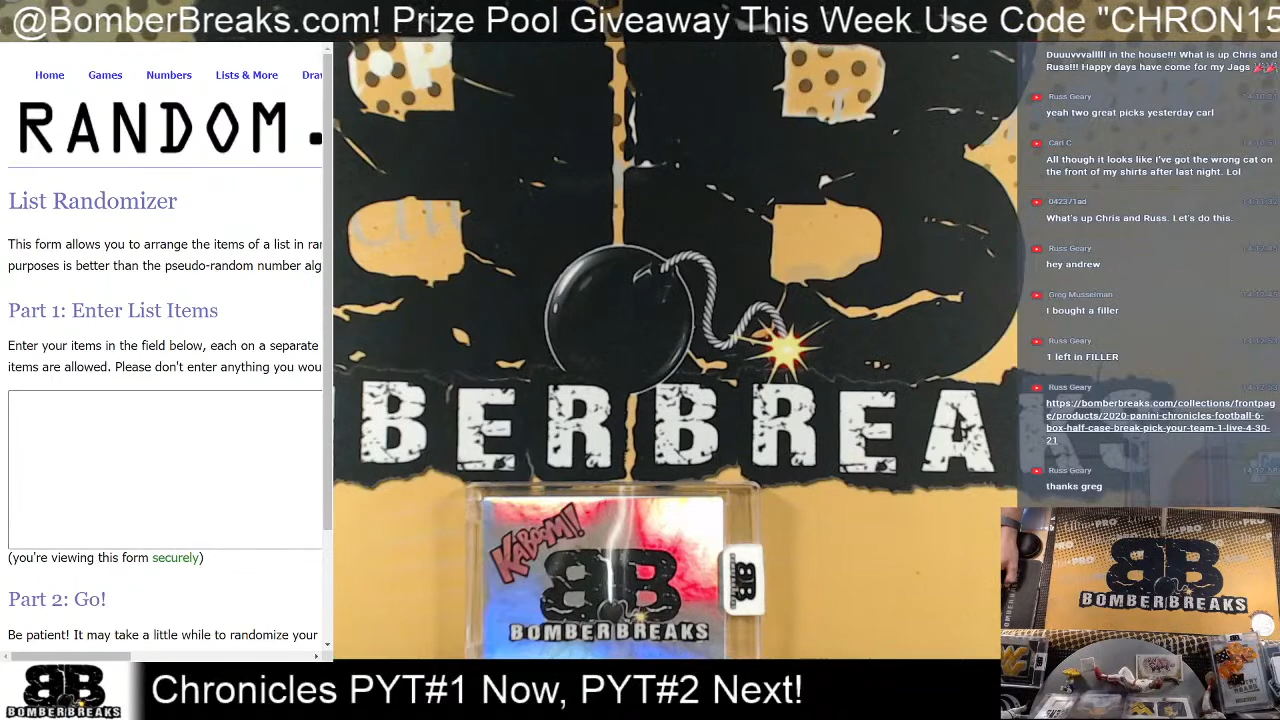 @BomberBreaks.com! Prize Pool Giveaway This Week Use Code "CHRON15
Home Games Numbers Lists & More Draw
RANDOM.
List Randomizer
This form allows you to arrange the items of a list in ra
purposes is better than the pseudo-random number alg
Part 1: Enter List Items
Enter your items in the field below, each on a separate
items are allowed. Please don't enter anything you wou
(you're viewing this form securely)
Part 2: Go!
Be patient! It may take a little while to randomize your
BERBREA
KABOOM!
BB
BOMBERBREAKS
BB
Duuuvvvalllll in the house!!! What is up Chris and
Russ!!! Happy days have come for my Jags
Russ Geary
yeah two great picks yesterday carl
Carl C
All though it looks like I've got the wrong cat on
the front of my shirts after last night. Lol
042371ad
What's up Chris and Russ. Let's do this.
Russ Geary
hey andrew
Greg Musselman
I bought a filler
Russ Geary
1 left in FILLER
Russ Geary
https://bomberbreaks.com/collections/frontpag
e/products/2020-panini-chronicles-football-6-
box-half-case-break-pick-your-team-1-live-4-30-
21
Russ Geary
thanks greg
BB
BOMBERBREAKS
BB
BOMBERBREAKS
Chronicles PYT#1 Now, PYT#2 Next!